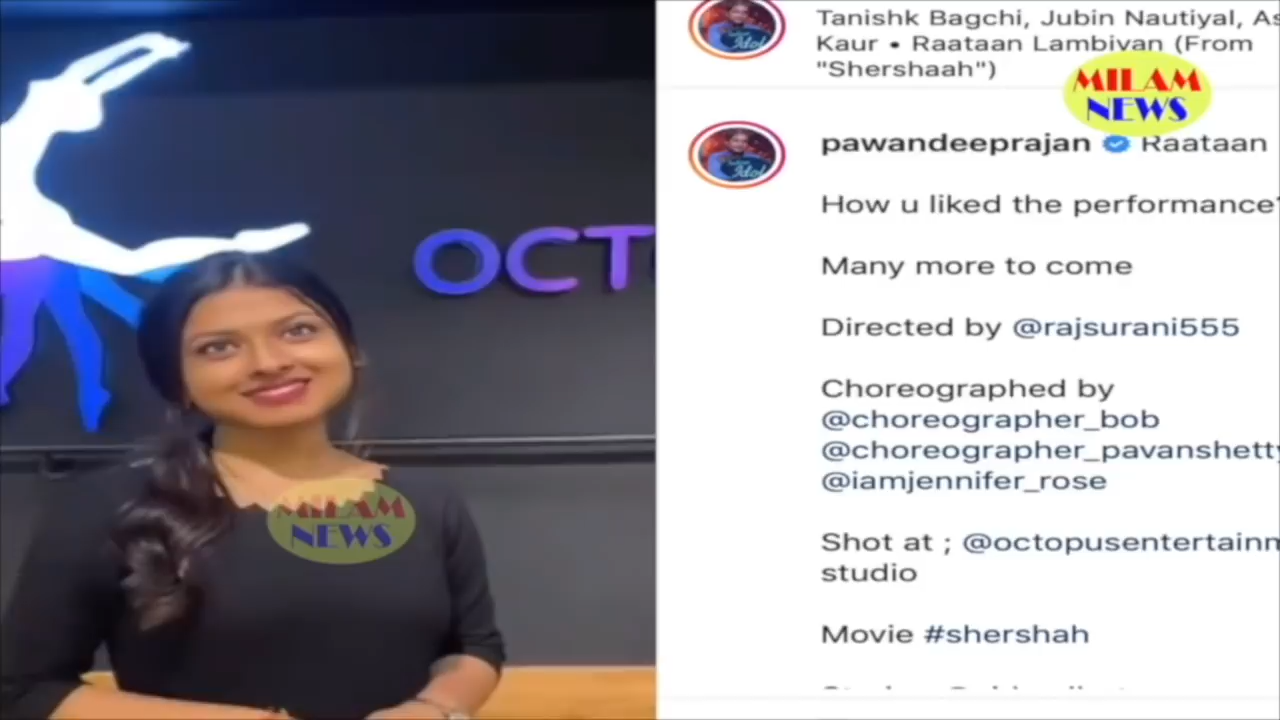 OCT
MILAM
NEWS
Tanishk Bagchi, Jubin Nautiyal, As
Kaur • Raataan Lambiyan (From
"Shershaah")
MILAM
NEWS
Idol
pawandeeprajan Raataan
How u liked the performance?
Many more to come
Directed by @rajsurani555
Choreographed by
@choreographer_bob
@choreographer_pavanshetty
@iamjennifer_rose
Shot at ; @octopusentertainm
studio
Movie #shershah